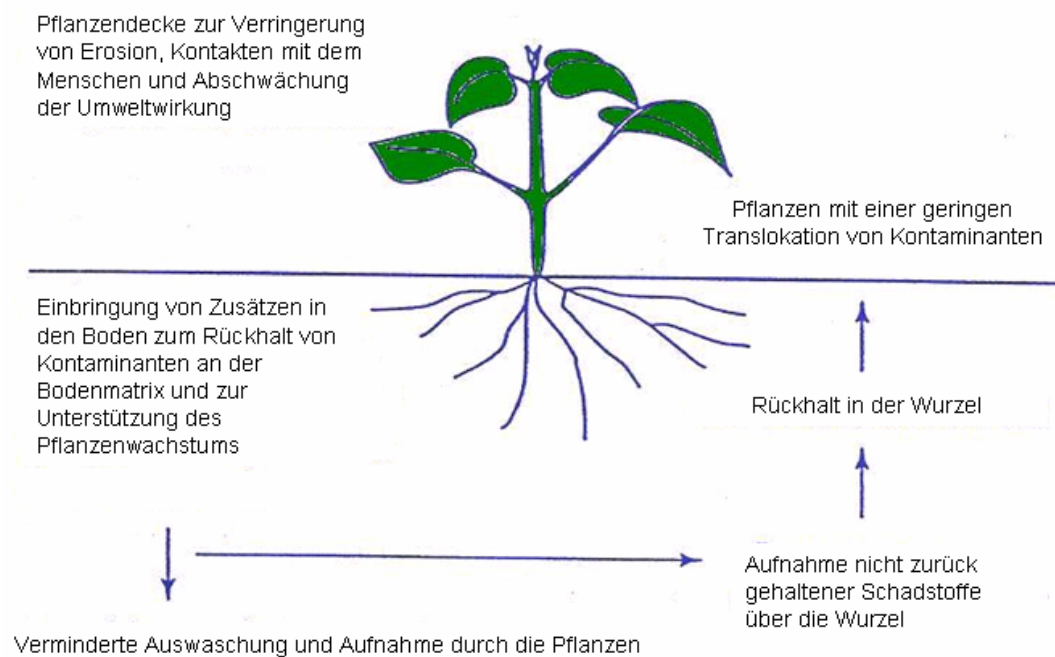 Pflanzendecke zur Verringerung
von Erosion, Kontakten mit dem
Menschen und Abschwächung
der Umweltwirkung
Pflanzen mit einer geringen
Translokation von Kontaminanten
Einbringung von Zusätzen in
den Boden zum Rückhalt von
Kontaminanten an der
Bodenmatrix und zur
Unterstützung des
Pflanzenwachstums
Rückhalt in der Wurzel
Aufnahme nicht zurück
gehaltener Schadstoffe
über die Wurzel
Verminderte Auswaschung und Aufnahme durch die Pflanzen